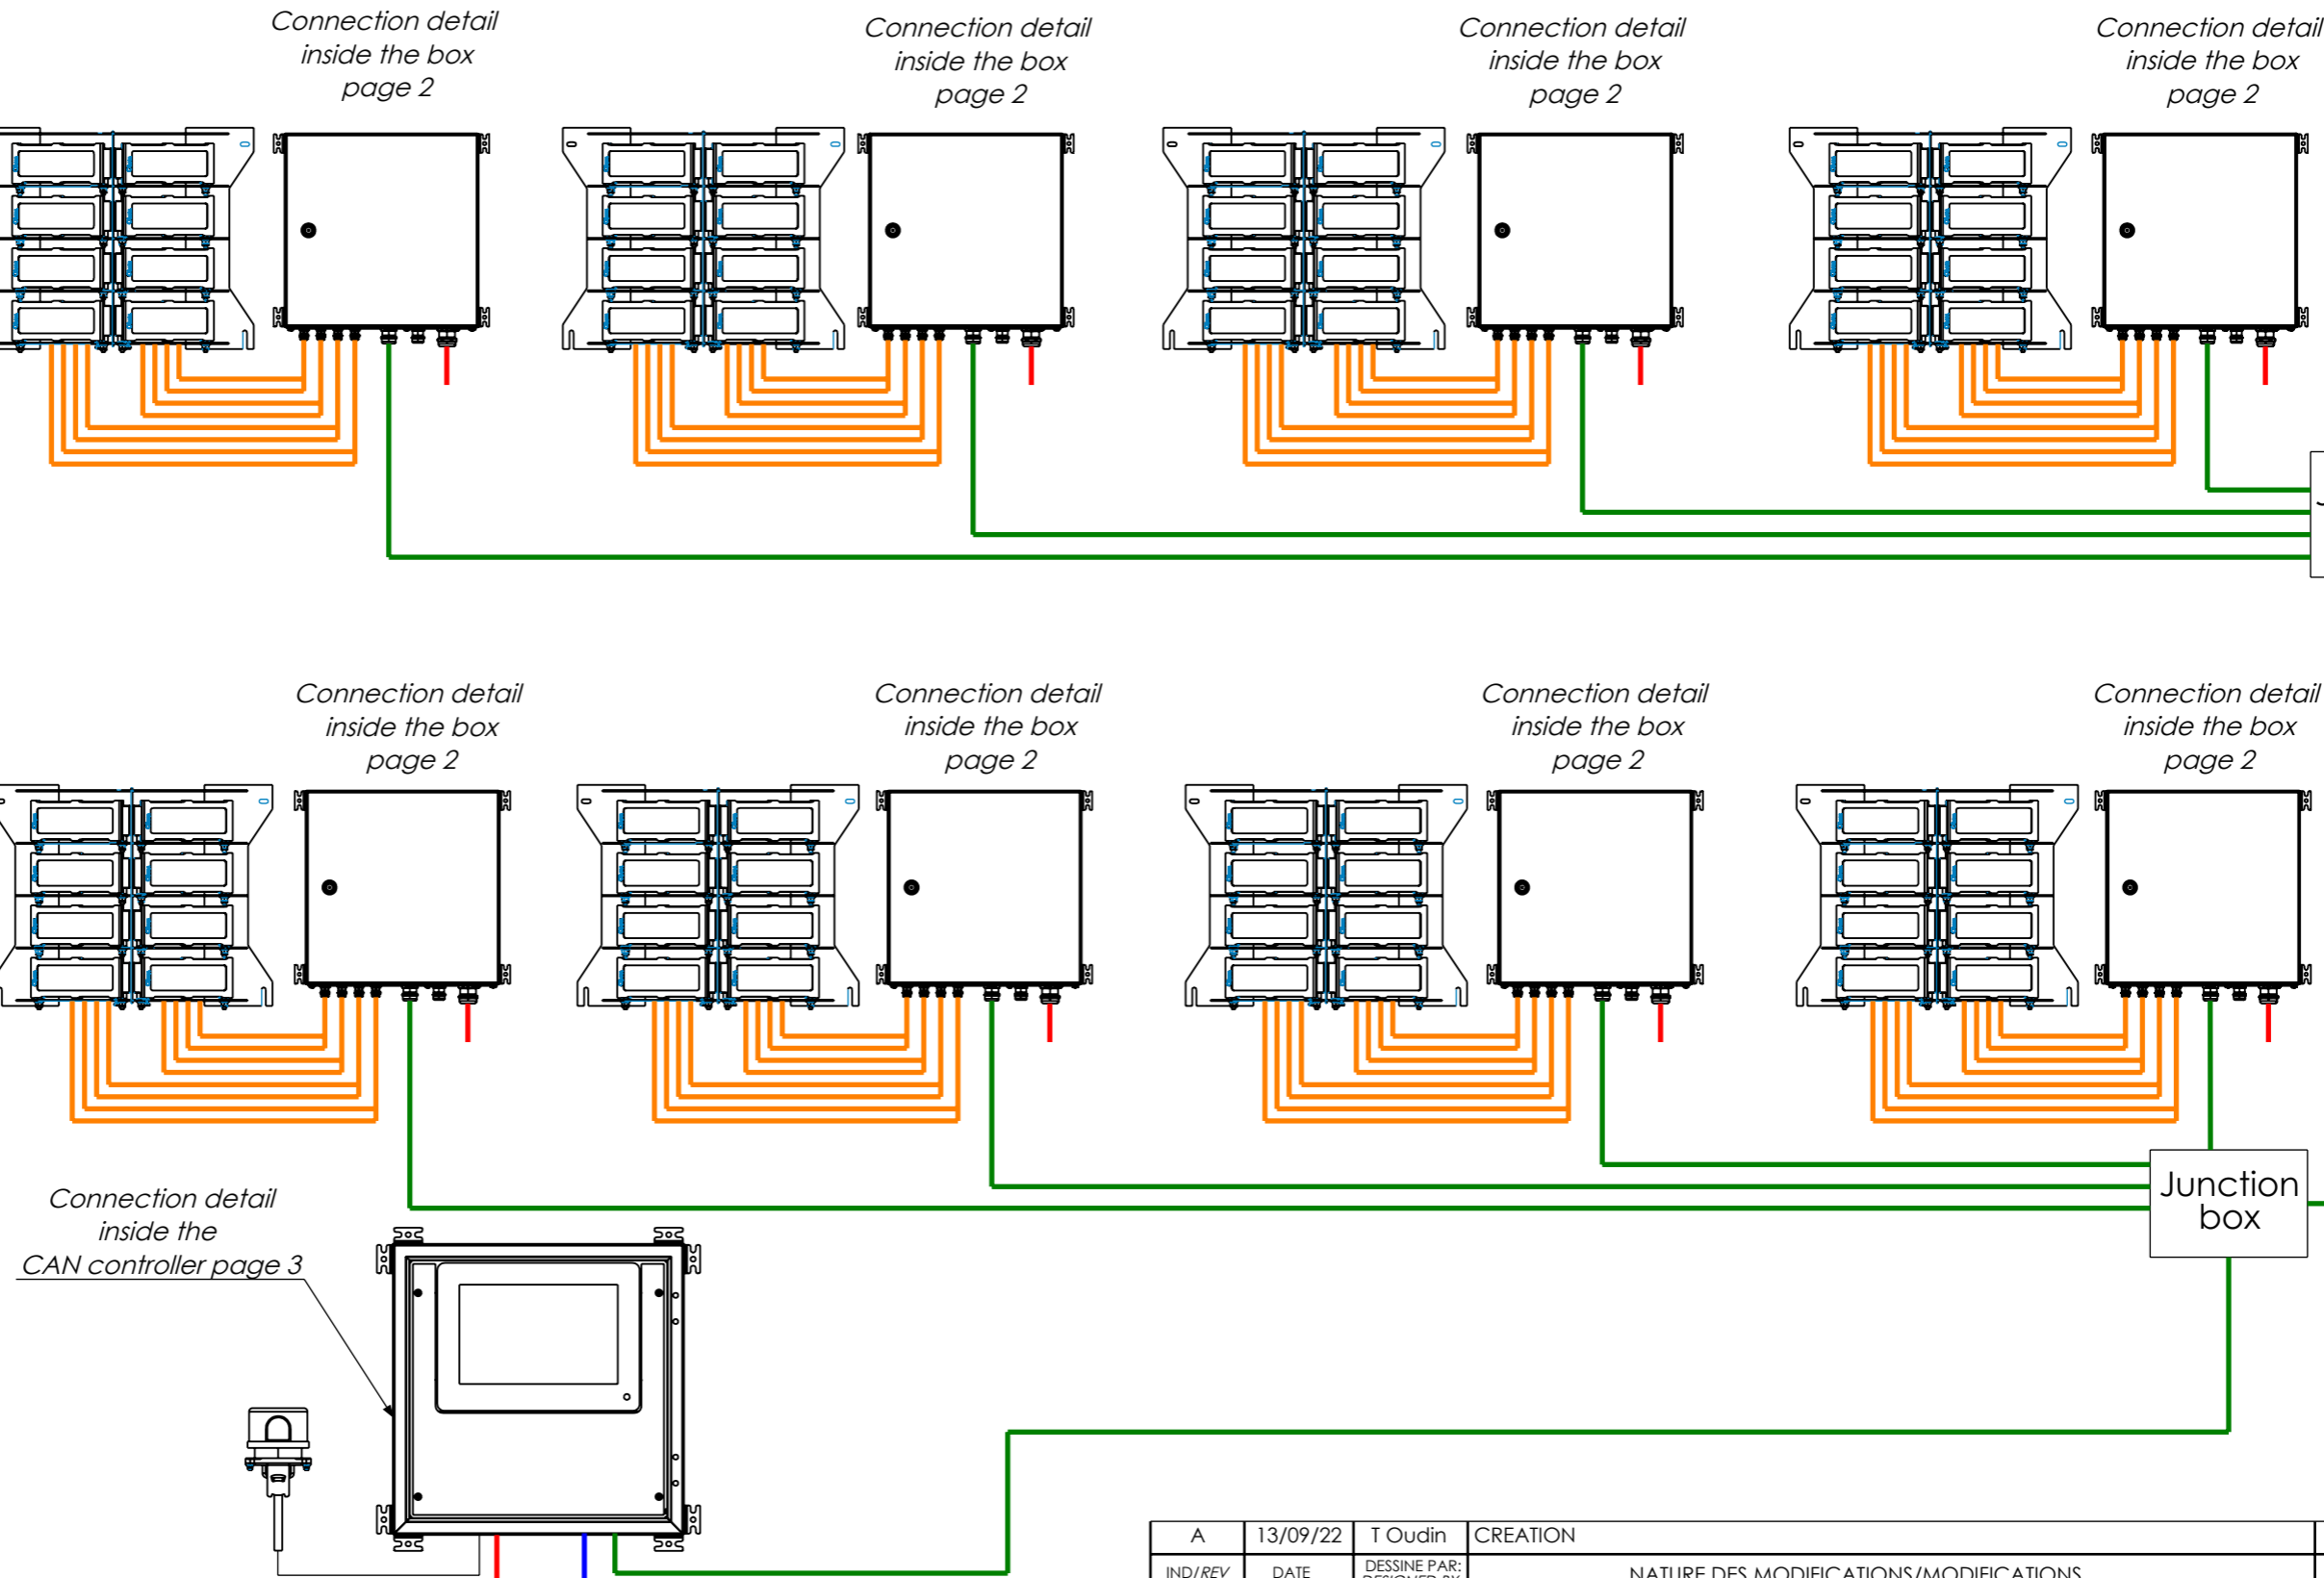 Connection detail
inside the box
page 2
Connection detail
inside the box
page 2
Connection detail
inside the box
page 2
Connection detail
inside the box
page 2
Connection detail
inside the box
page 2
Connection detail
inside the box
page 2
Connection detail
inside the box
page 2
Connection detail
inside the box
page 2
Junction
box
Connection detail
inside the
CAN controller page 3
A 13/09/22 T Oudin CREATION
IND/REV DATE DESSINE PAR: NATURE DES MODIFICATIONS/MODIFICATIONS
DESIGNED BY